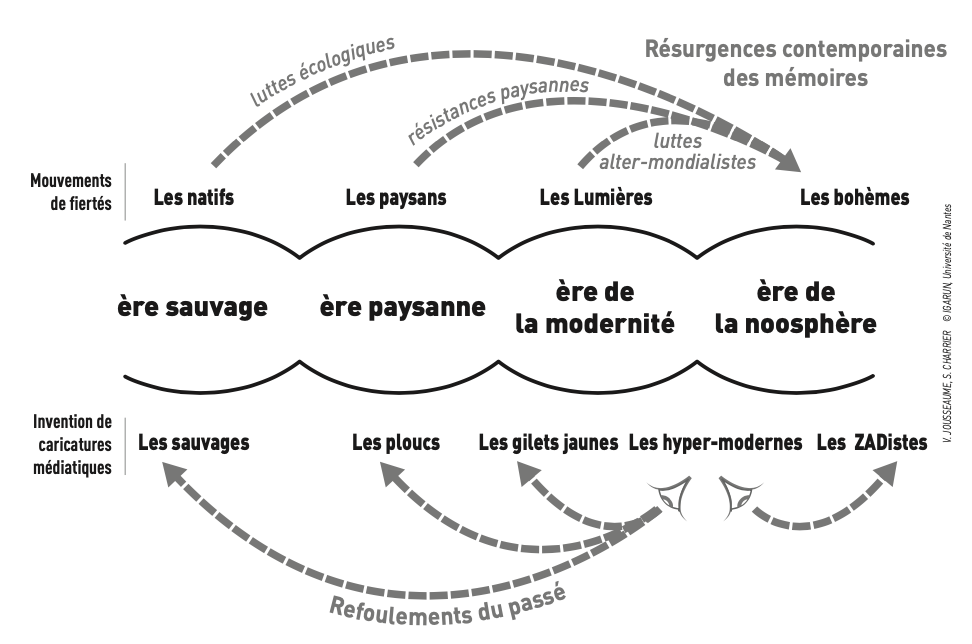 luttes écologiques
Résurgences contemporaines
des mémoires
résistances paysannes
luttes
alter-mondialistes
Mouvements
de fiertés
Les natifs
Les paysans
Les Lumières
Les bohèmes
ère sauvage
ère paysanne
ère de
la modernité
ère de
la noosphère
Invention de
caricatures
médiatiques
Les sauvages
Les ploucs
Les gilets jaunes
Les hyper-modernes
Les ZADistes
Refoulements du passé
V. JOUSSEAUME, S. CHARRIER © IGARUN, Université de Nantes